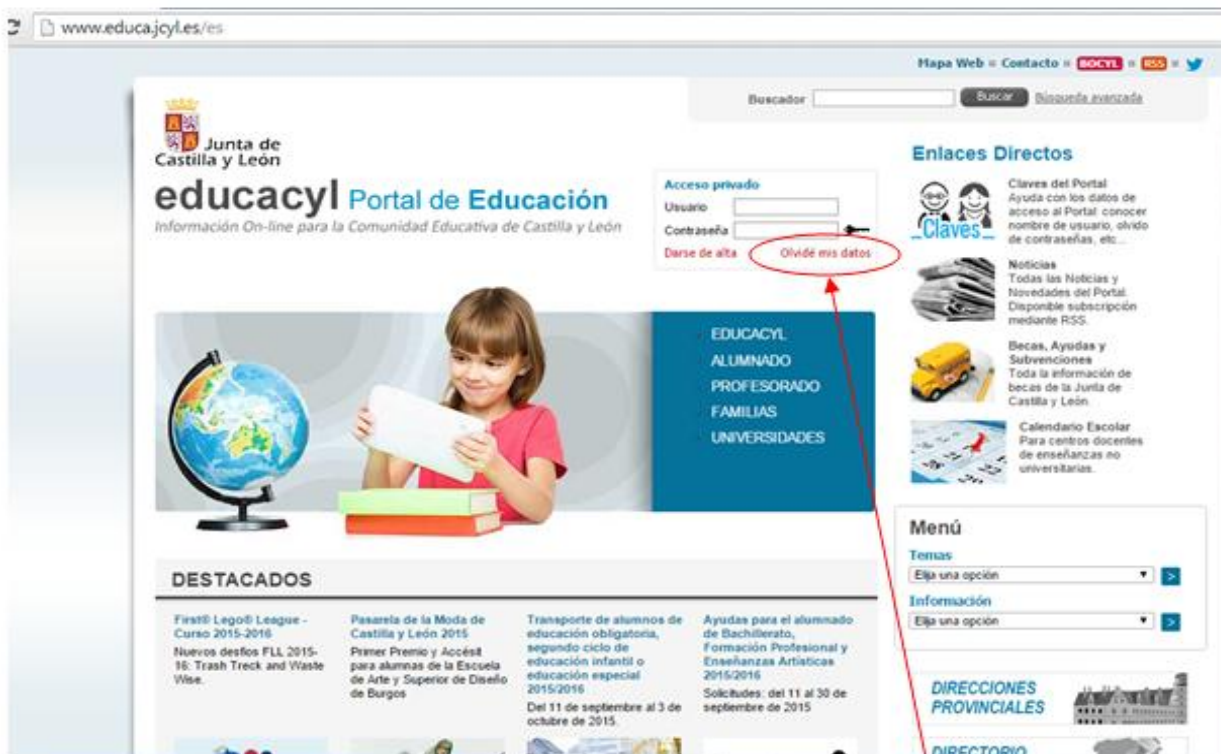 www.educa.jcyl.es/es
Mapa Web Contacto BOCYL RSS
Buscador Buscar Búsqueda avanzada
Junta de
Castilla y León
educacyl Portal de Educación
Información On-line para la Comunidad Educativa de Castilla y León
Acceso privado
Usuario
Contraseña
Darse de alta Olvidé mis datos
EDUCACYL
ALUMNADO
PROFESORADO
FAMILIAS
UNIVERSIDADES
Enlaces Directos
_Claves_
Claves del Portal
Ayuda con los datos de
acceso al Portal: conocer
nombre de usuario, olvido
de contraseñas, etc...
Noticias
Todas las Noticias y
Novedades del Portal.
Disponible subscripción
mediante RSS.
Becas, Ayudas y
Subvenciones
Toda la información de
becas de la Junta de
Castilla y León
Calendario Escolar
Para centros docentes
de enseñanzas no
universitarias.
Menú
Temas
Elija una opción
Información
Elija una opción
DIRECCIONES
PROVINCIALES
DIRECTORIO
DESTACADOS
First® Lego® League -
Curso 2015-2016
Nuevos desfíos FLL 2015-
16: Trash Treck and Waste
Wise.
Pasarela de la Moda de
Castilla y León 2015
Primer Premio y Accésit
para alumnas de la Escuela
de Arte y Superior de Diseño
de Burgos
Transporte de alumnos de
educación obligatoria,
segundo ciclo de
educación infantil o
educación especial
2015/2016
Del 11 de septiembre al 3 de
octubre de 2015.
Ayudas para el alumnado
de Bachillerato,
Formación Profesional y
Enseñanzas Artísticas
2015/2016
Solicitudes: del 11 al 30 de
septiembre de 2015